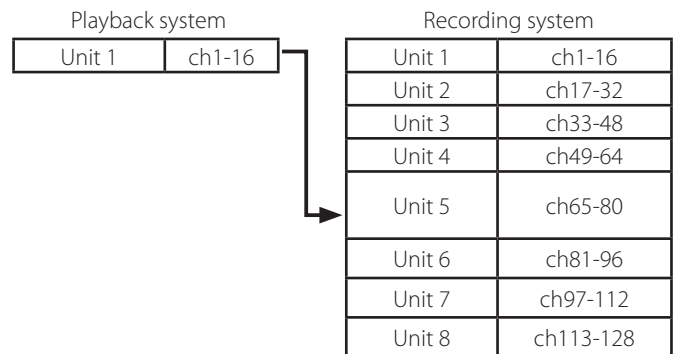 Playback system
Unit 1 ch1-16
Recording system
Unit 1 ch1-16
Unit 2 ch17-32
Unit 3 ch33-48
Unit 4 ch49-64
Unit 5 ch65-80
Unit 6 ch81-96
Unit 7 ch97-112
Unit 8 ch113-128